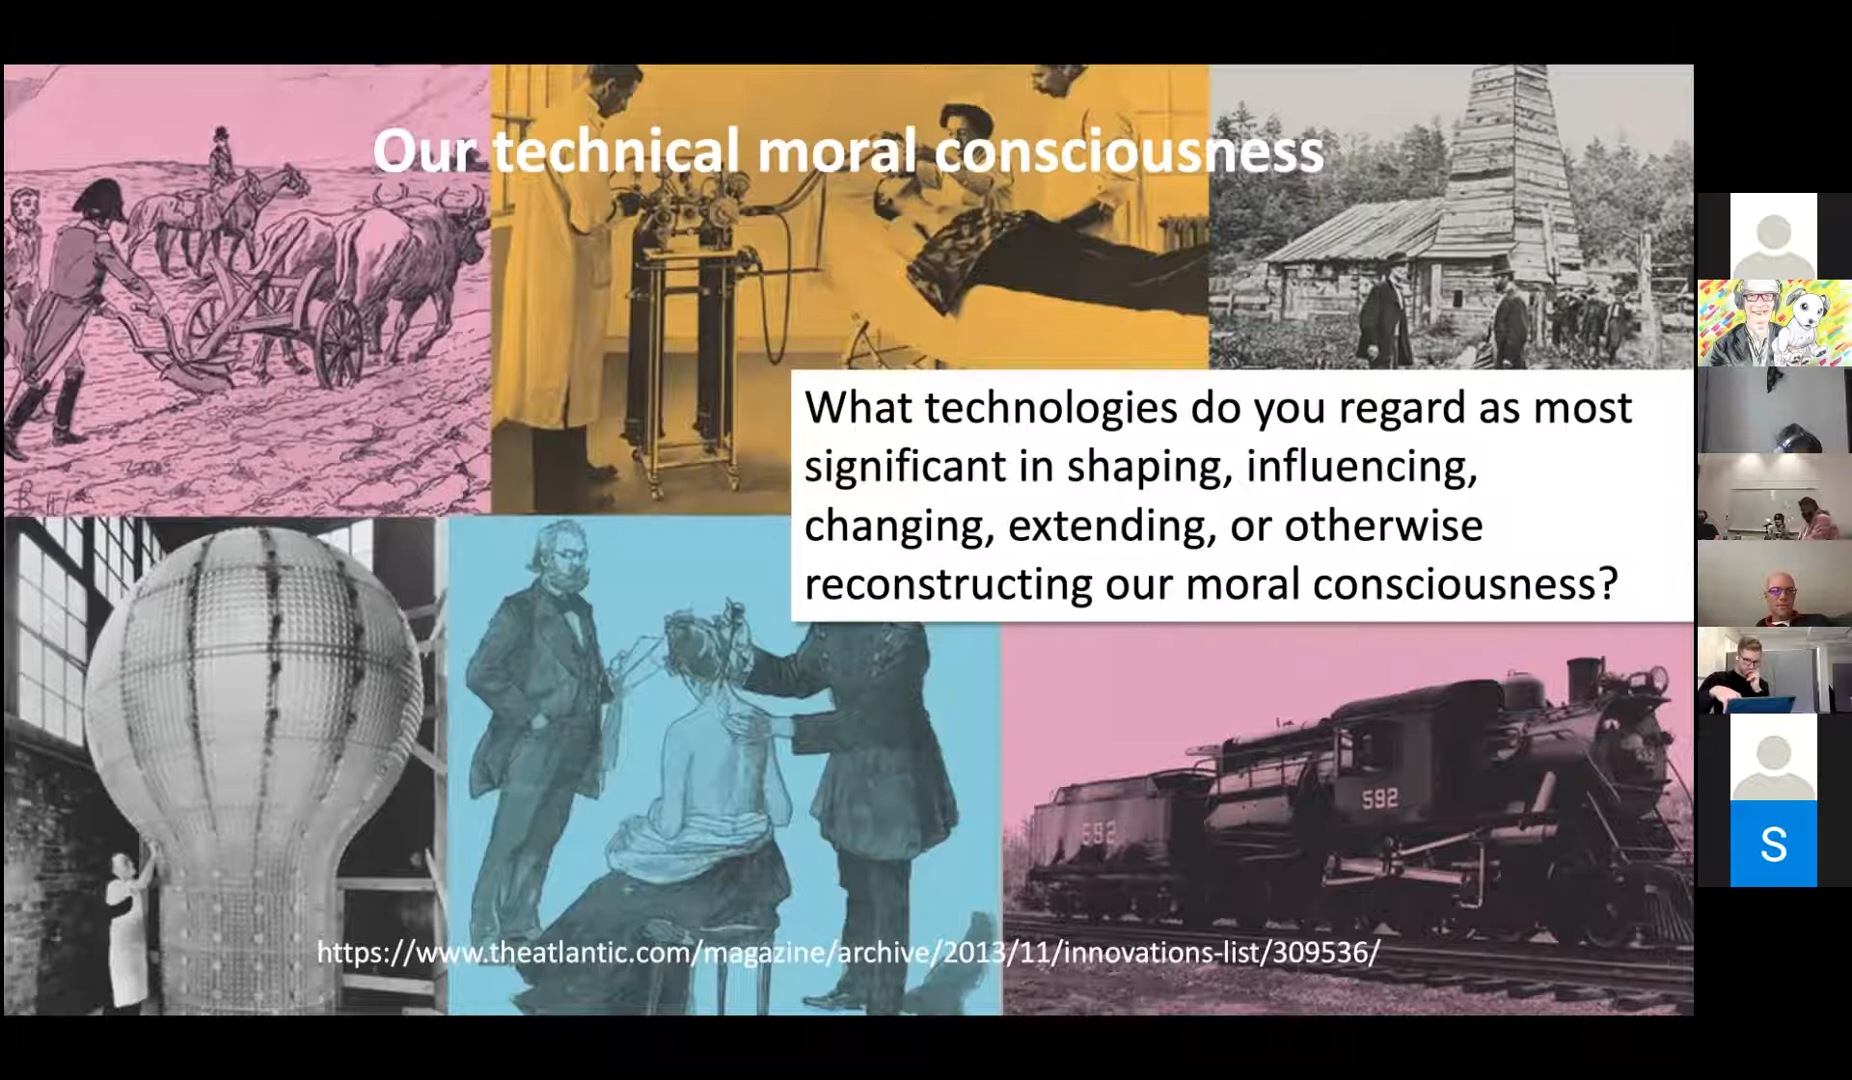 Our technical moral consciousness
What technologies do you regard as most
significant in shaping, influencing,
changing, extending, or otherwise
reconstructing our moral consciousness?
592
592
https://www.theatlantic.com/magazine/archive/2013/11/innovations-list/309536/
S